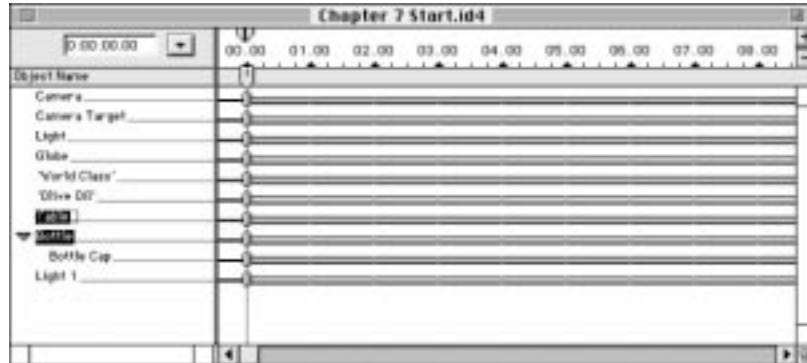 Chapter 7 Start.id4
0:00:00.00
00.00 01.00 02.00 03.00 04.00 05.00 06.00 07.00 08.00
Object Name
Camera
Camera Target
Light
Globe
'World Class'
'Olive Oil'
Table
Bottle
Bottle Cap
Light 1